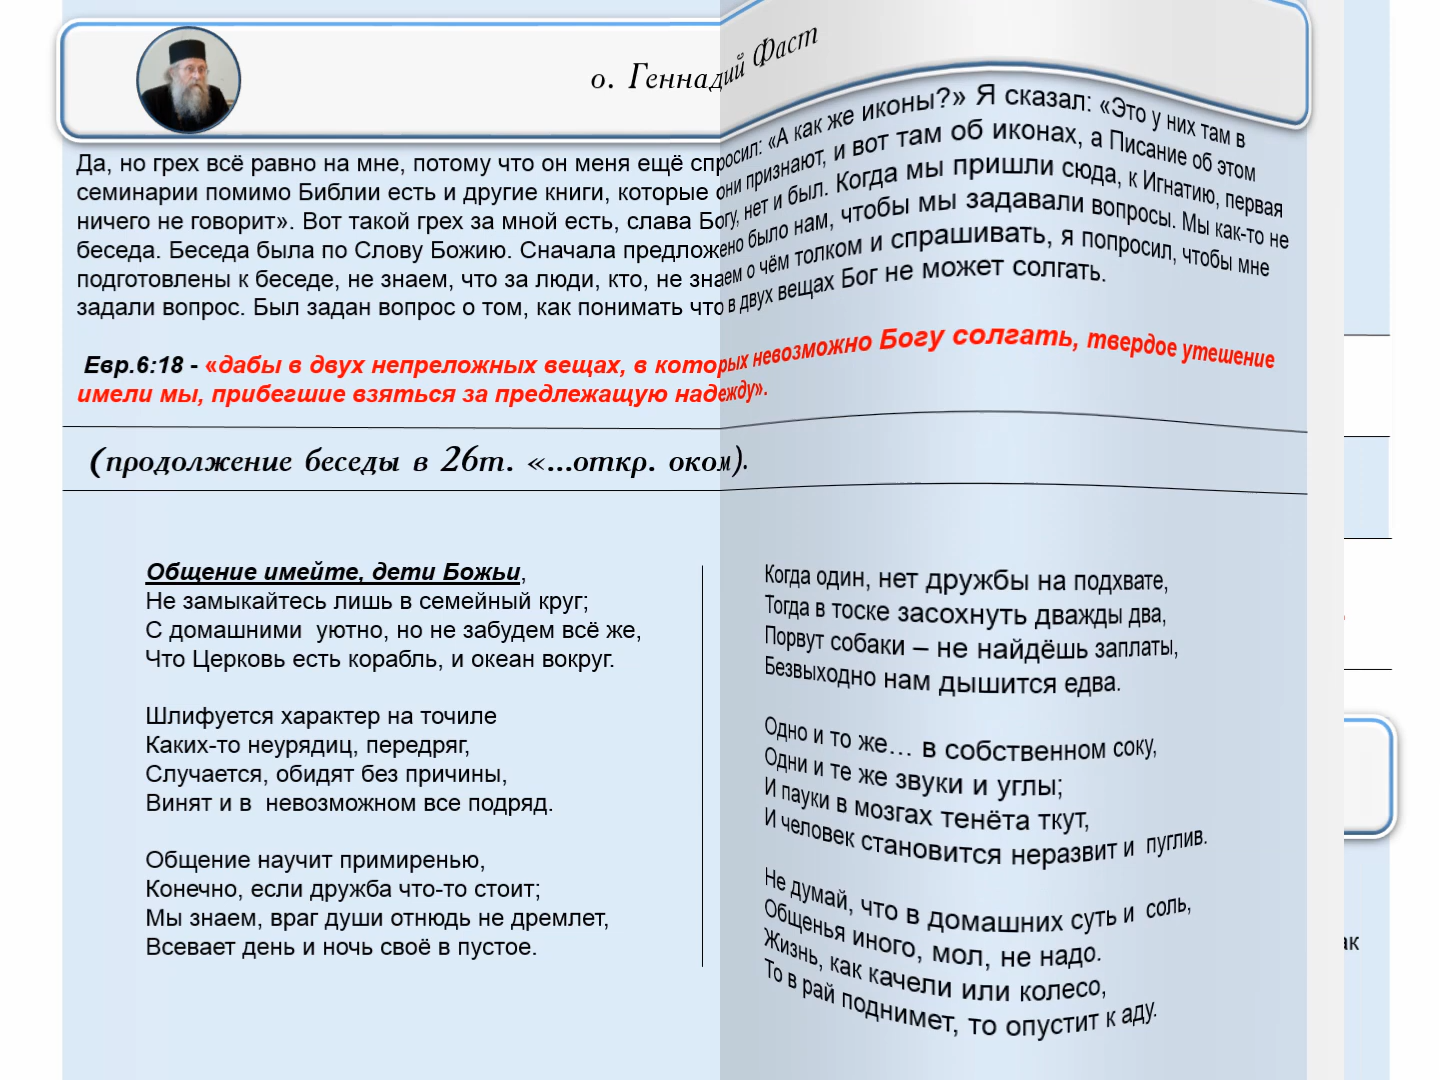 о. Геннадий Фаст
Да, но грех всё равно на мне, потому что он меня ещё спросил: «А как же иконы?» Я сказал: «Это у них там в
семинарии помимо Библии есть и другие книги, которые они признают, и вот там об иконах, а Писание об этом
ничего не говорит». Вот такой грех за мной есть, слава Богу, нет и был. Когда мы пришли сюда, к Игнатию, первая
беседа. Беседа была по Слову Божию. Сначала предложено было нам, чтобы мы задавали вопросы. Мы как-то не
подготовлены к беседе, не знаем, что за люди, кто, не знаем о чём толком и спрашивать, я попросил, чтобы мне
задали вопрос. Был задан вопрос о том, как понимать что в двух вещах Бог не может солгать.
Евр.6:18 - «дабы в двух непреложных вещах, в которых невозможно Богу солгать, твердое утешение
имели мы, прибегшие взяться за предлежащую надежду».
(продолжение беседы в 26т. «...откр. оком).
Общение имейте, дети Божьи,
Не замыкайтесь лишь в семейный круг;
С домашними уютно, но не забудем всё же,
Что Церковь есть корабль, и океан вокруг.
Шлифуется характер на точиле
Каких-то неурядиц, передряг,
Случается, обидят без причины,
Винят и в невозможном все подряд.
Общение научит примиренью,
Конечно, если дружба что-то стоит;
Мы знаем, враг души отнюдь не дремлет,
Всевает день и ночь своё в пустое.
Когда один, нет дружбы на подхвате,
Тогда в тоске засохнуть дважды два,
Порвут собаки – не найдёшь заплаты,
Безвыходно нам дышится едва.
Одно и то же… в собственном соку,
Одни и те же звуки и углы;
И пауки в мозгах тенёта ткут,
И человек становится неразвит и пуглив.
Не думай, что в домашних суть и соль,
Общенья иного, мол, не надо.
Жизнь, как качели или колесо,
То в рай поднимет, то опустит к аду.
ак